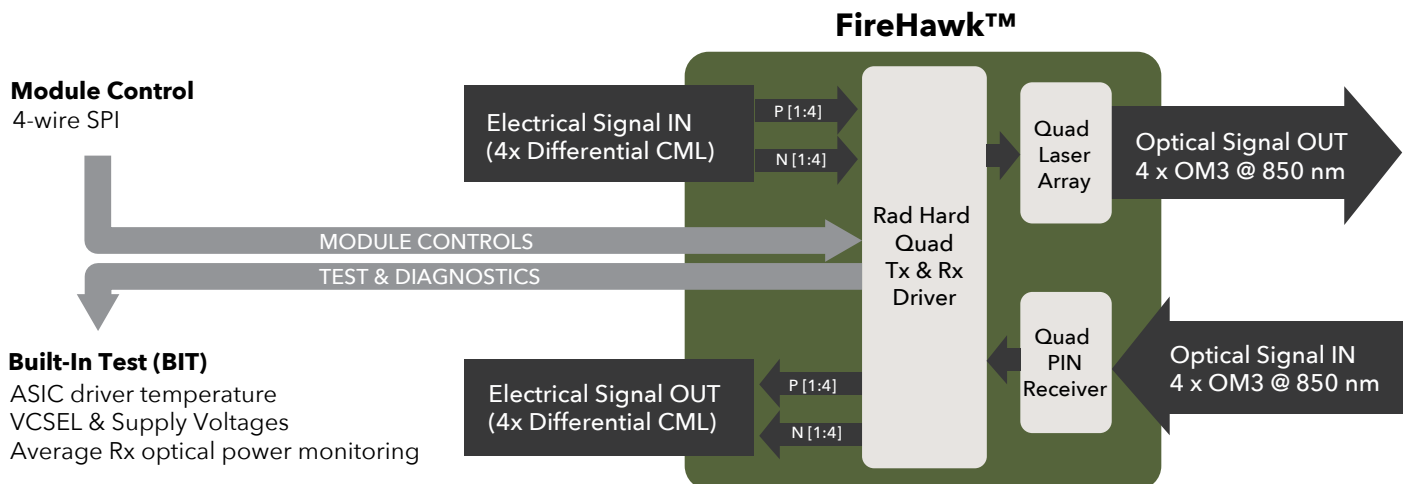 FireHawk™
Module Control
4-wire SPI
Electrical Signal IN
(4x Differential CML)
P [1:4]
N [1:4]
Quad
Laser
Array
Optical Signal OUT
4 x OM3 @ 850 nm
Rad Hard
Quad
Tx & Rx
Driver
MODULE CONTROLS
TEST & DIAGNOSTICS
Built-In Test (BIT)
ASIC driver temperature
VCSEL & Supply Voltages
Average Rx optical power monitoring
Electrical Signal OUT
(4x Differential CML)
P [1:4]
N [1:4]
Quad
PIN
Receiver
Optical Signal IN
4 x OM3 @ 850 nm